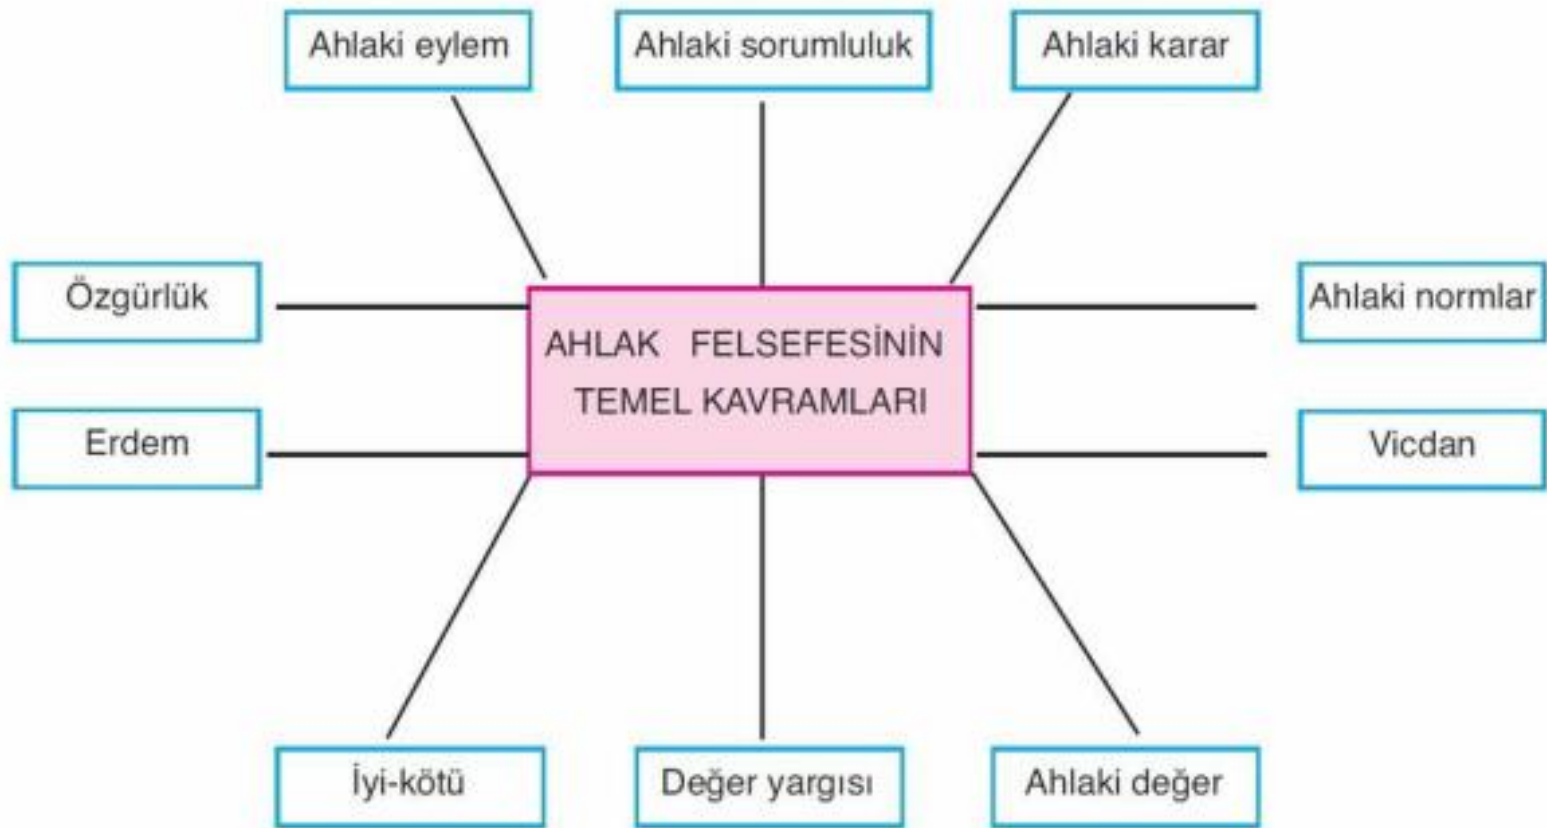 Ahlaki eylem
Ahlaki sorumluluk
Ahlaki karar
Özgürlük
Ahlaki normlar
AHLAK FELSEFESİNİN
TEMEL KAVRAMLARI
Erdem
Vicdan
İyi-kötü
Değer yargısı
Ahlaki değer